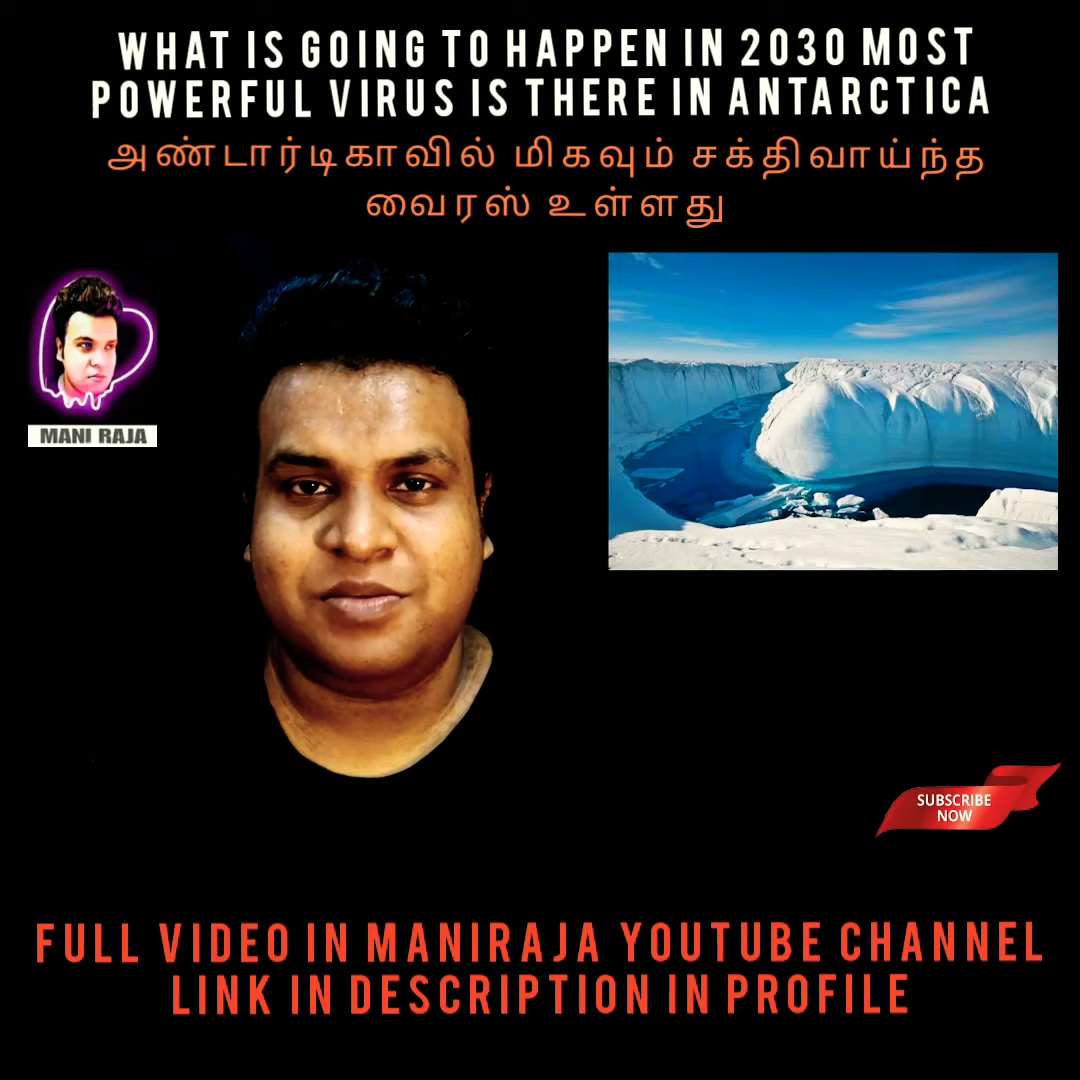 WHAT IS GOING TO HAPPEN IN 2030 MOST
POWERFUL VIRUS IS THERE IN ANTARCTICA
அண்டார்டிகாவில் மிகவும் சக்திவாய்ந்த
வைரஸ் உள்ளது
MANI RAJA
SUBSCRIBE
NOW
FULL VIDEO IN MANIRAJA YOUTUBE CHANNEL
LINK IN DESCRIPTION IN PROFILE